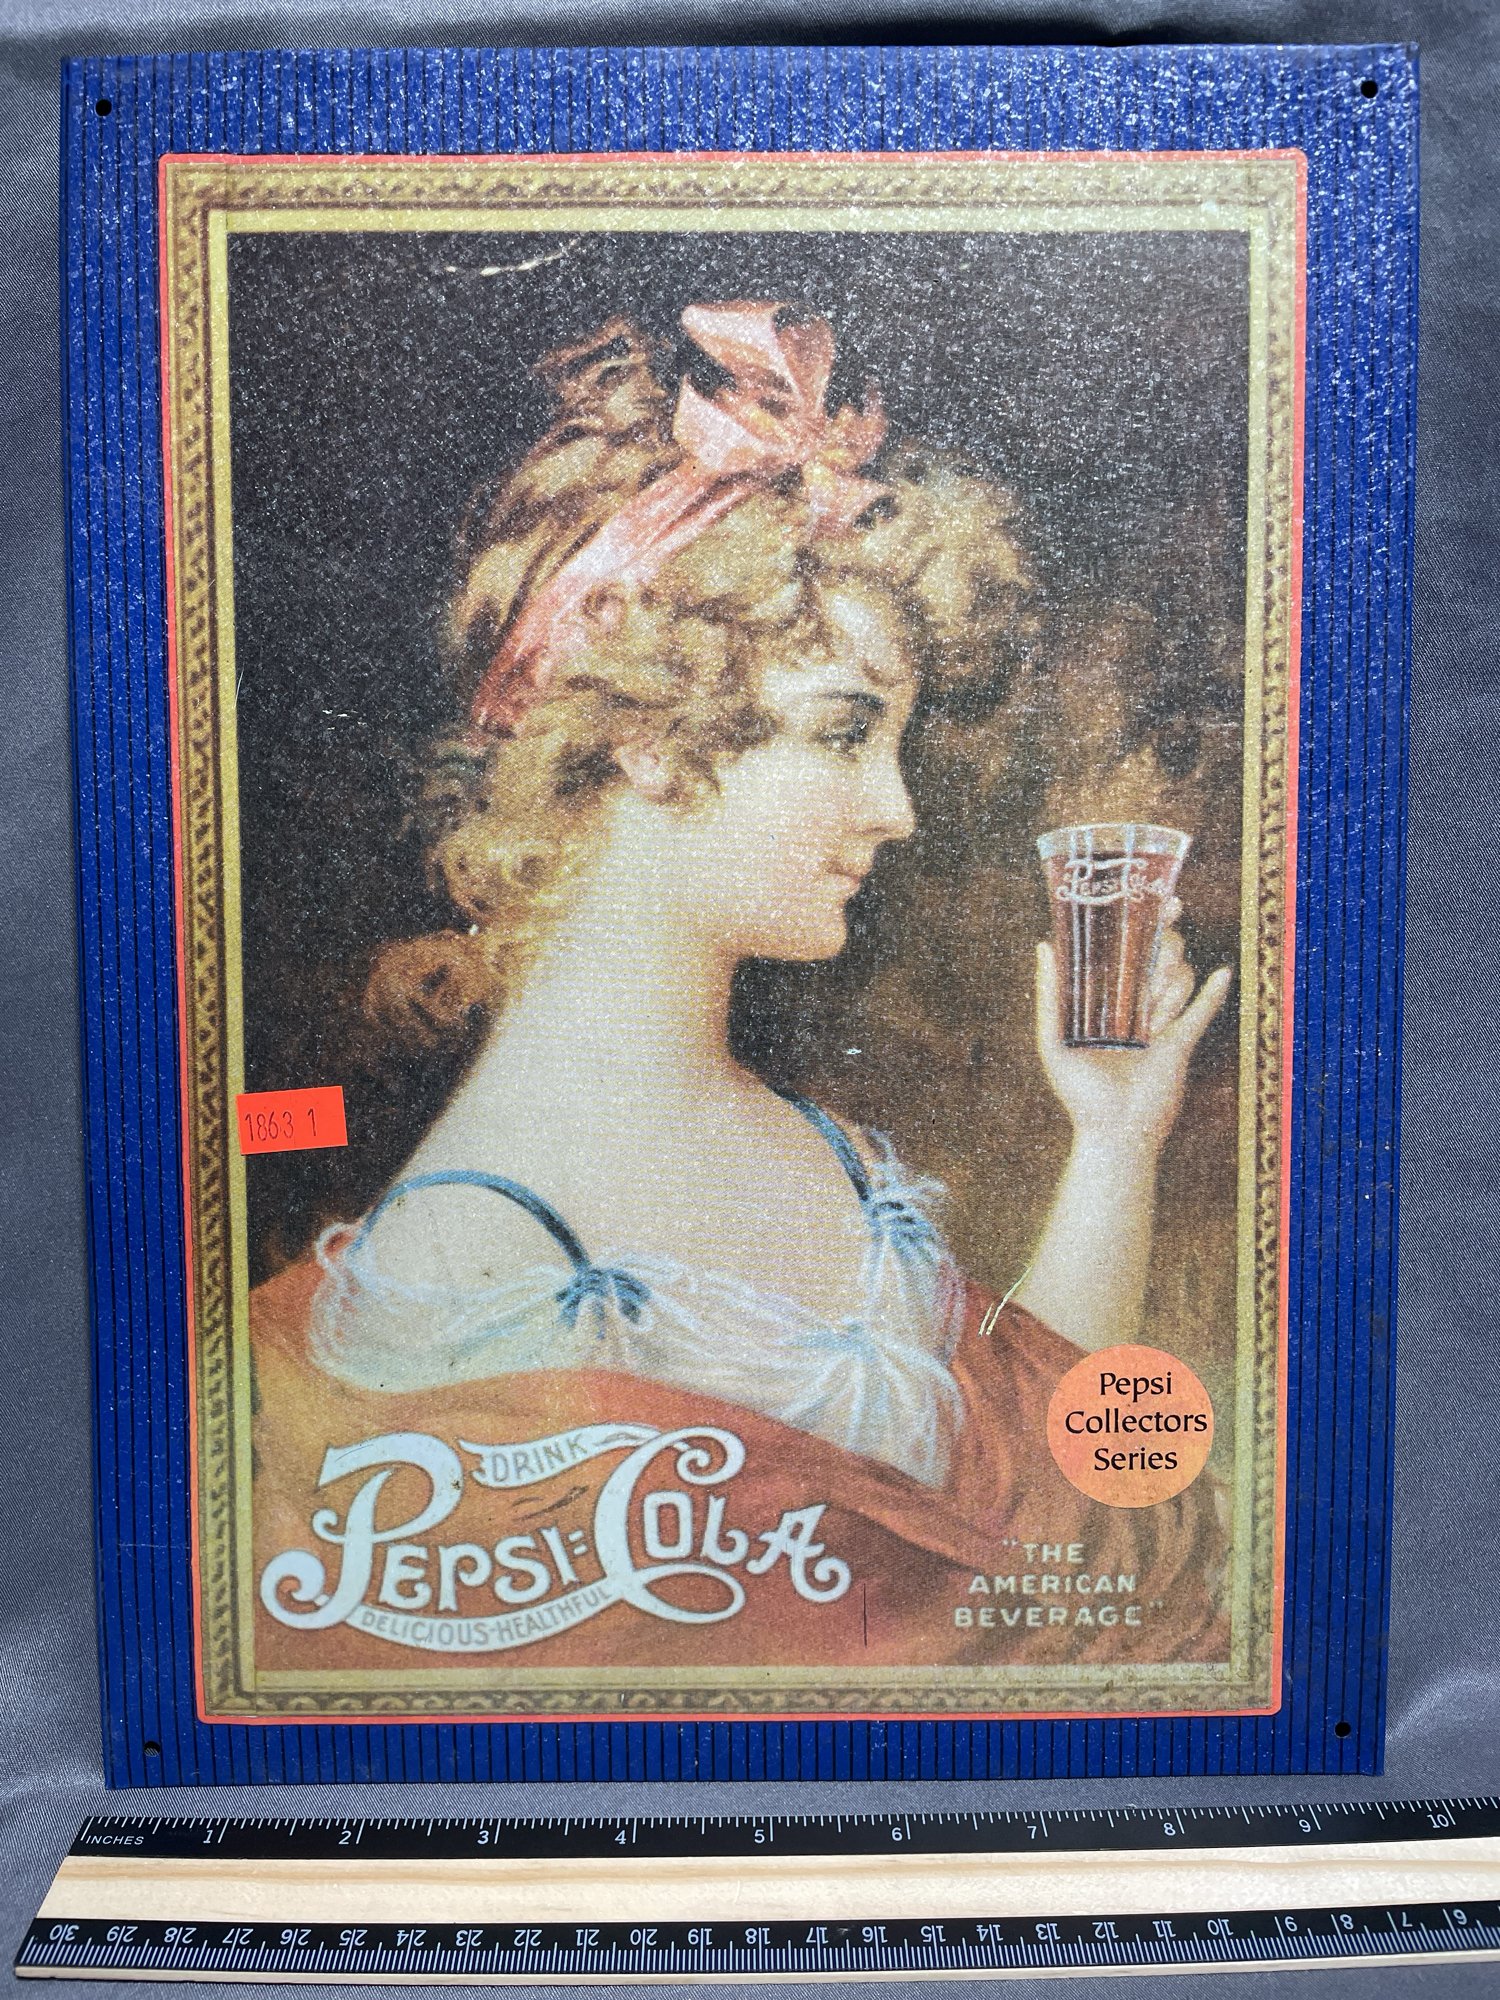 Pepsi=Cola
1863 1
Pepsi
Collectors
Series
DRINK
PEPSI=COLA
DELICIOUS-HEALTHFUL
"THE
AMERICAN
BEVERAGE"
INCHES 1 2 3 4 5 6 7 8 9 10
30 29 28 27 26 25 24 23 22 21 20 19 18 17 16 15 14 13 12 11 10 9 8 7 6